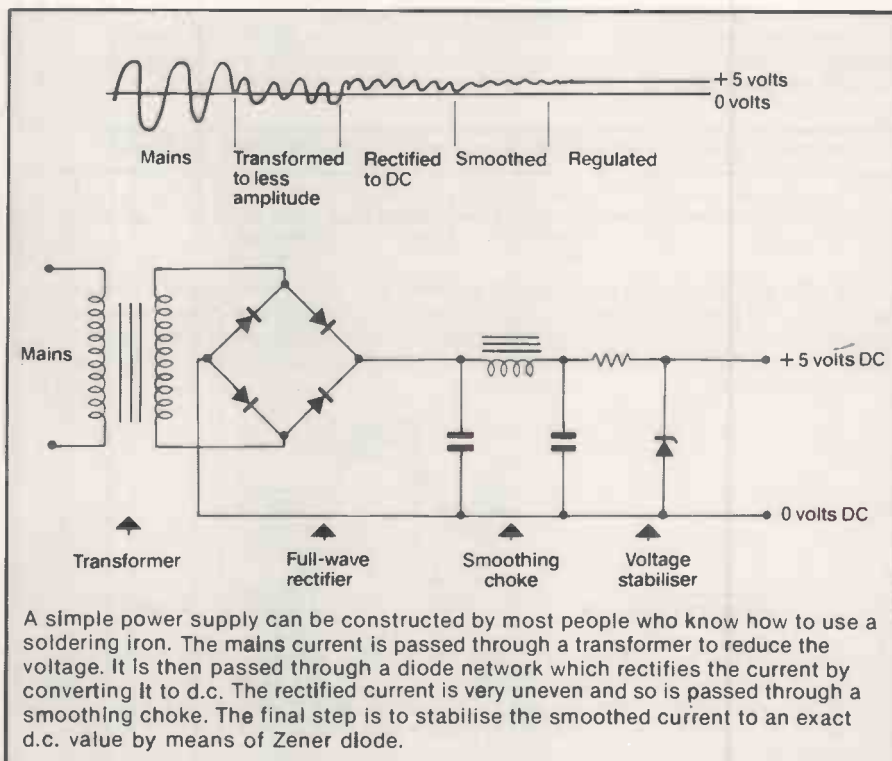 + 5 volts
0 volts
Mains
Transformed
to less
amplitude
Rectified
to DC
Smoothed
Regulated
Mains
+ 5 volts DC
0 volts DC
Transformer
Full-wave
rectifier
Smoothing
choke
Voltage
stabiliser
A simple power supply can be constructed by most people who know how to use a
soldering iron. The mains current is passed through a transformer to reduce the
voltage. It is then passed through a diode network which rectifies the current by
converting it to d.c. The rectified current is very uneven and so is passed through a
smoothing choke. The final step is to stabilise the smoothed current to an exact
d.c. value by means of Zener diode.